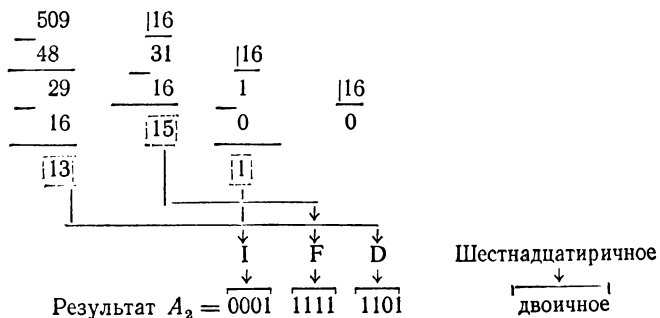 509 |16
48 31 |16
29 16 1 |16
16 15 0 0
13 1
I F D Шестнадцатиричное
Результат A₂ = 0001 1111 1101 двоичное